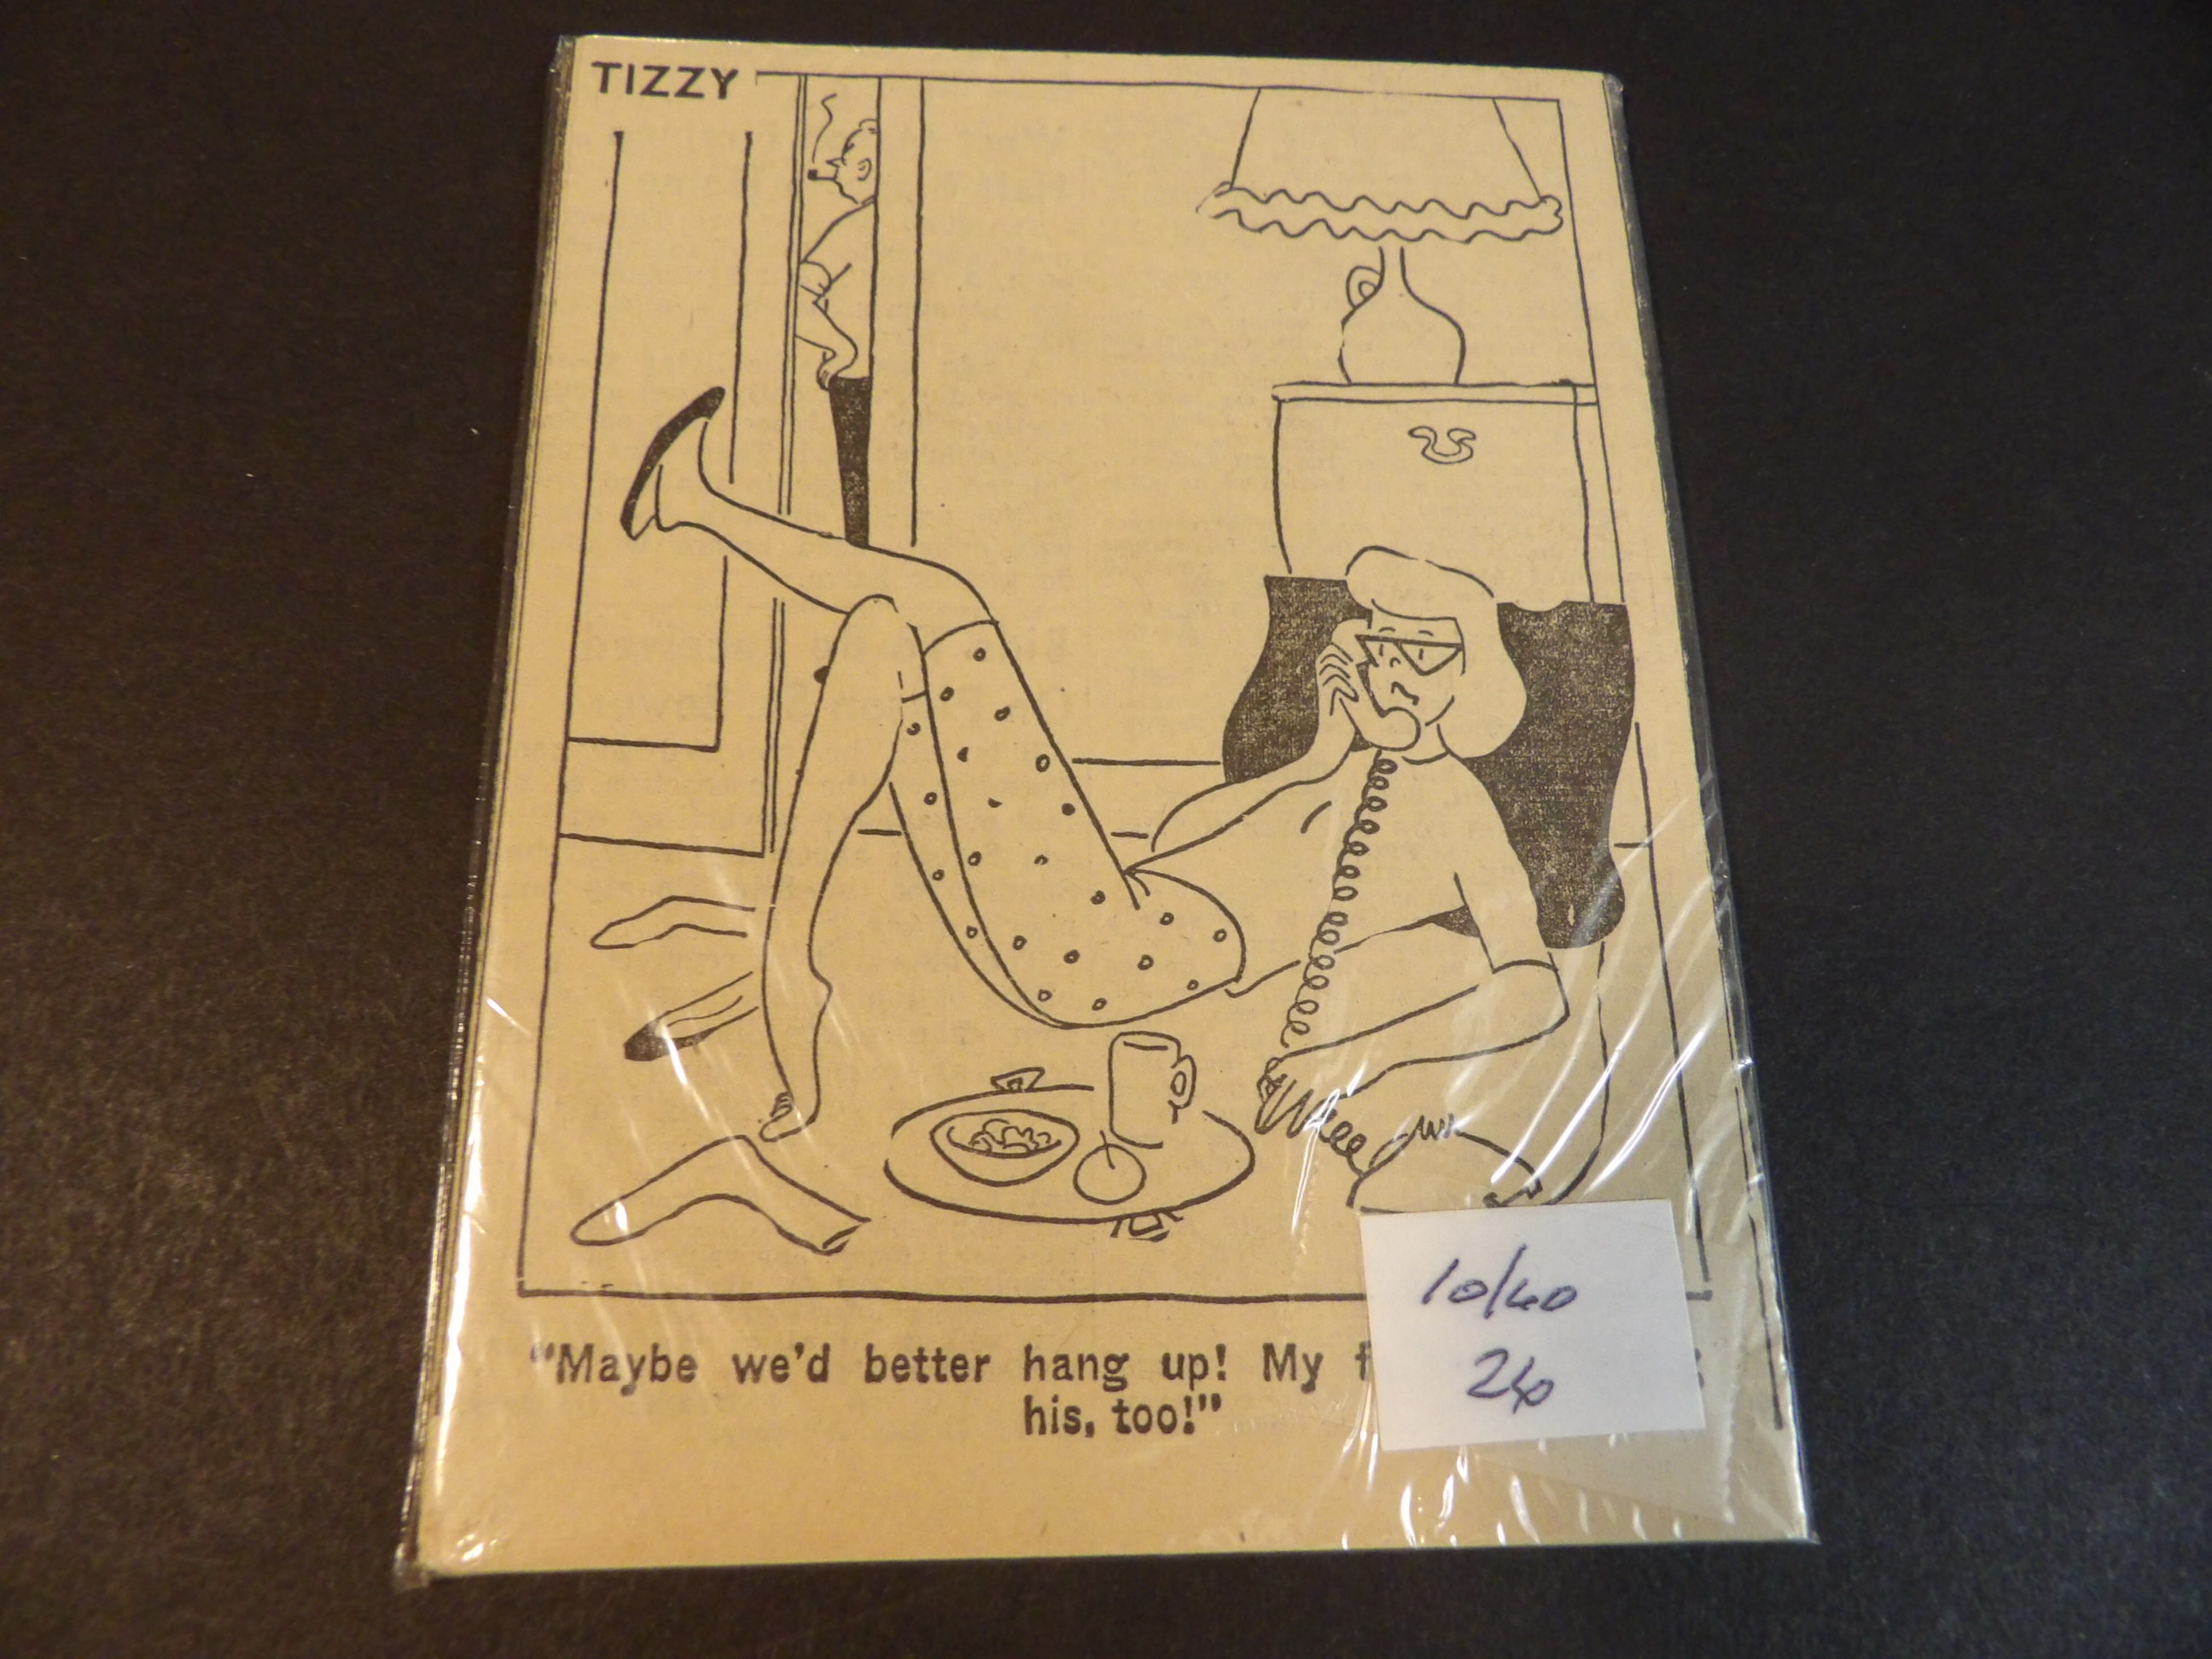 TIZZY
"Maybe we'd better hang up! My
his, too!"
10/40
24